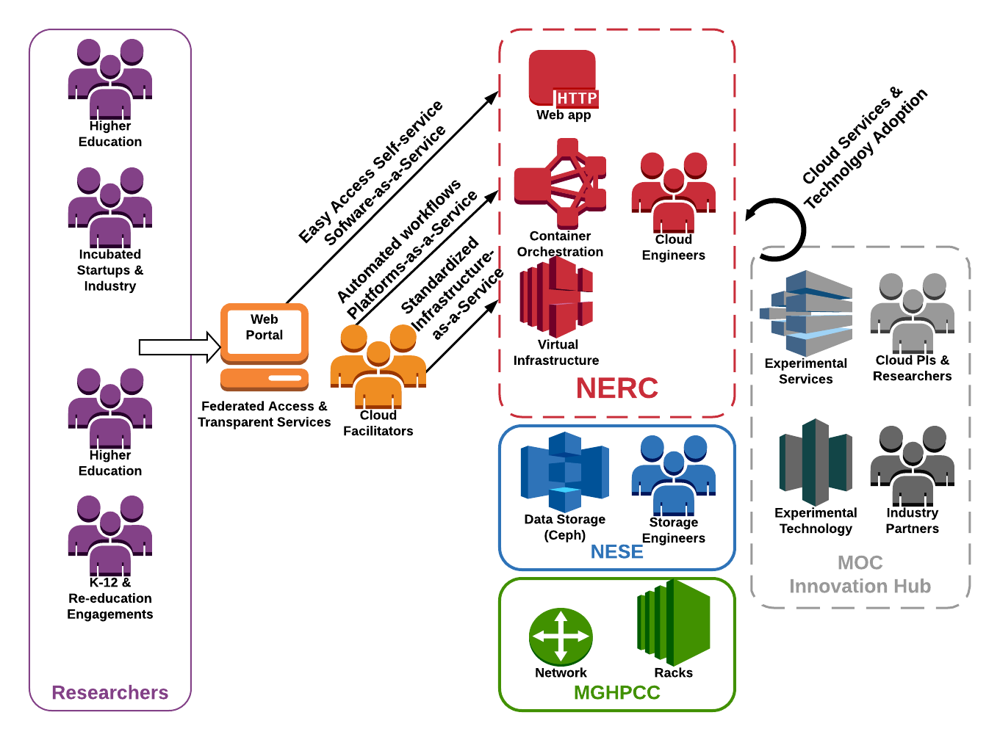 Higher
Education
Incubated
Startups &
Industry
Higher
Education
K-12 &
Re-education
Engagements
Researchers
Web
Portal
Federated Access &
Transparent Services
Cloud
Facilitators
Easy Access Self-service
Sofware-as-a-Service
Automated workflows
Platforms-as-a-Service
Standardized
Infrastructure-
as-a-Service
HTTP
Web app
Container
Orchestration
Cloud
Engineers
Virtual
Infrastructure
NERC
Data Storage
(Ceph)
Storage
Engineers
NESE
Network
Racks
MGHPCC
Cloud Services &
Technolgoy Adoption
Experimental
Services
Cloud PIs &
Researchers
Experimental
Technology
Industry
Partners
MOC
Innovation Hub